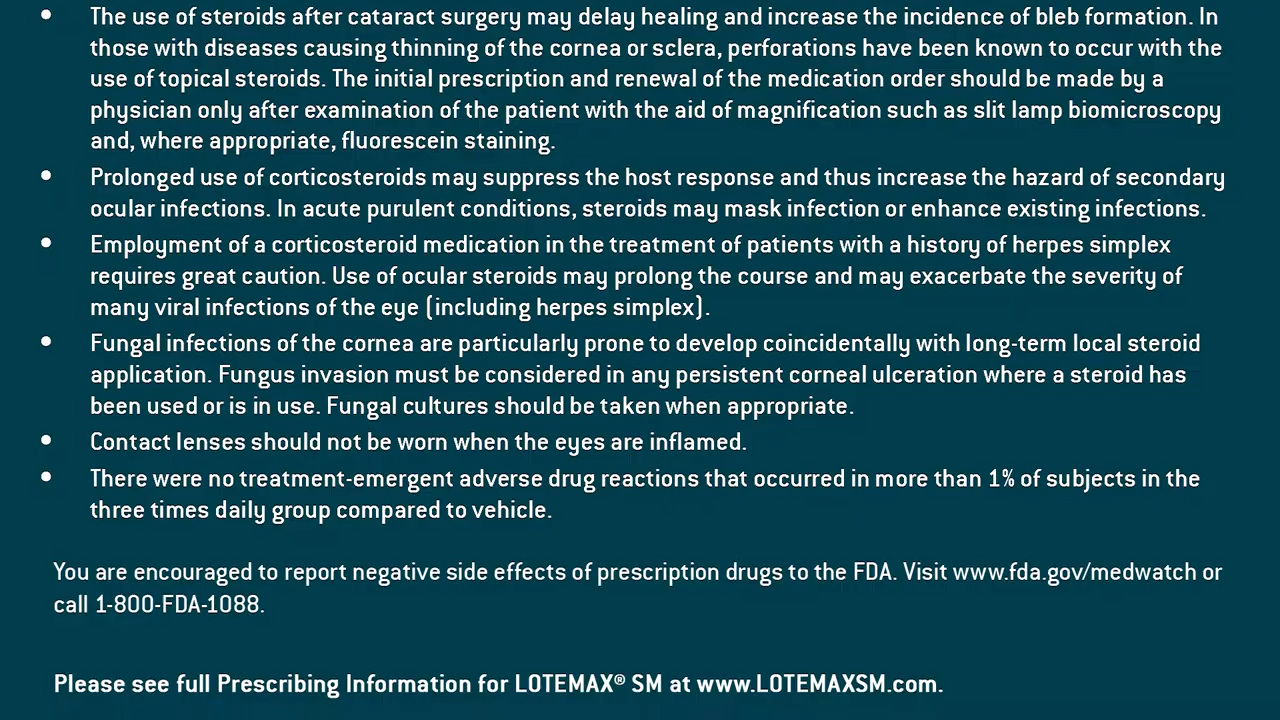 • The use of steroids after cataract surgery may delay healing and increase the incidence of bleb formation. In
those with diseases causing thinning of the cornea or sclera, perforations have been known to occur with the
use of topical steroids. The initial prescription and renewal of the medication order should be made by a
physician only after examination of the patient with the aid of magnification such as slit lamp biomicroscopy
and, where appropriate, fluorescein staining.
• Prolonged use of corticosteroids may suppress the host response and thus increase the hazard of secondary
ocular infections. In acute purulent conditions, steroids may mask infection or enhance existing infections.
• Employment of a corticosteroid medication in the treatment of patients with a history of herpes simplex
requires great caution. Use of ocular steroids may prolong the course and may exacerbate the severity of
many viral infections of the eye (including herpes simplex).
• Fungal infections of the cornea are particularly prone to develop coincidentally with long-term local steroid
application. Fungus invasion must be considered in any persistent corneal ulceration where a steroid has
been used or is in use. Fungal cultures should be taken when appropriate.
• Contact lenses should not be worn when the eyes are inflamed.
• There were no treatment-emergent adverse drug reactions that occurred in more than 1% of subjects in the
three times daily group compared to vehicle.
You are encouraged to report negative side effects of prescription drugs to the FDA. Visit www.fda.gov/medwatch or
call 1-800-FDA-1088.
Please see full Prescribing Information for LOTEMAX® SM at www.LOTEMAXSM.com.